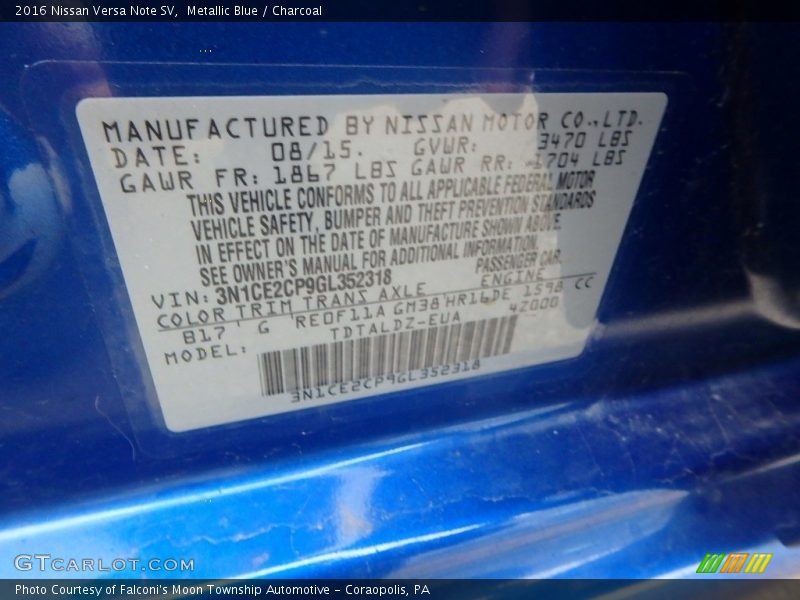 2016 Nissan Versa Note SV,  Metallic Blue / Charcoal
MANUFACTURED BY NISSAN MOTOR CO.,LTD.
DATE: 08/15. GVWR: 3470 LBS
GAWR FR: 1867 LBS GAWR RR: 1704 LBS
THIS VEHICLE CONFORMS TO ALL APPLICABLE FEDERAL MOTOR
VEHICLE SAFETY, BUMPER AND THEFT PREVENTION STANDARDS
IN EFFECT ON THE DATE OF MANUFACTURE SHOWN ABOVE.
SEE OWNER'S MANUAL FOR ADDITIONAL INFORMATION.
VIN: 3N1CE2CP9GL352318 PASSENGER CAR
COLOR TRIM TRANS AXLE ENGINE
B17 G RE0F11A GM38 HR16DE 1598 CC
MODEL: TDTALDZ-EUA 42000
3N1CE2CP9GL352318
GTCARLOT.COM
Photo Courtesy of Falconi's Moon Township Automotive - Coraopolis, PA